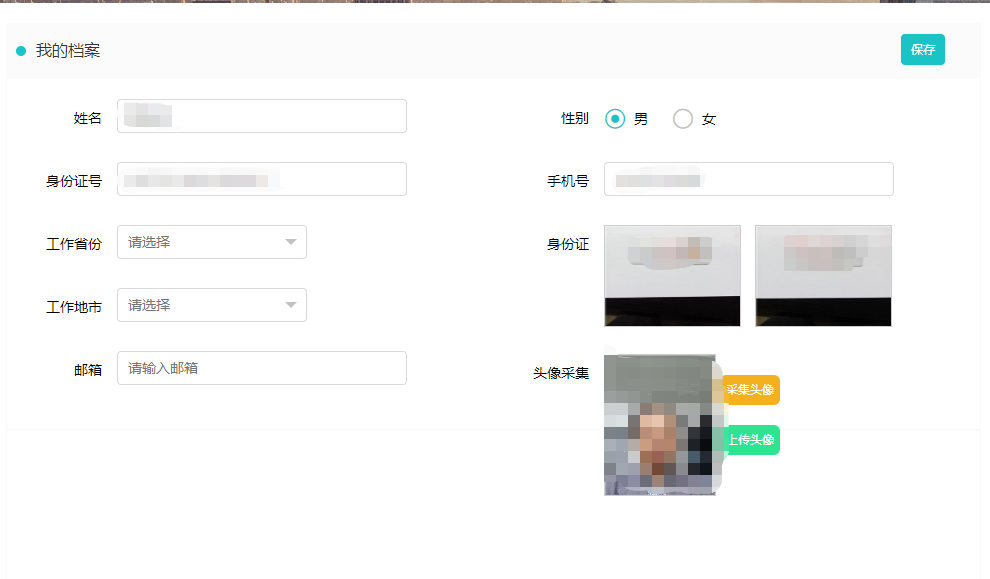 我的档案
保存
姓名
性别 男 女
身份证号
手机号
工作省份 请选择
身份证
工作地市 请选择
邮箱 请输入邮箱
头像采集
采集头像
上传头像